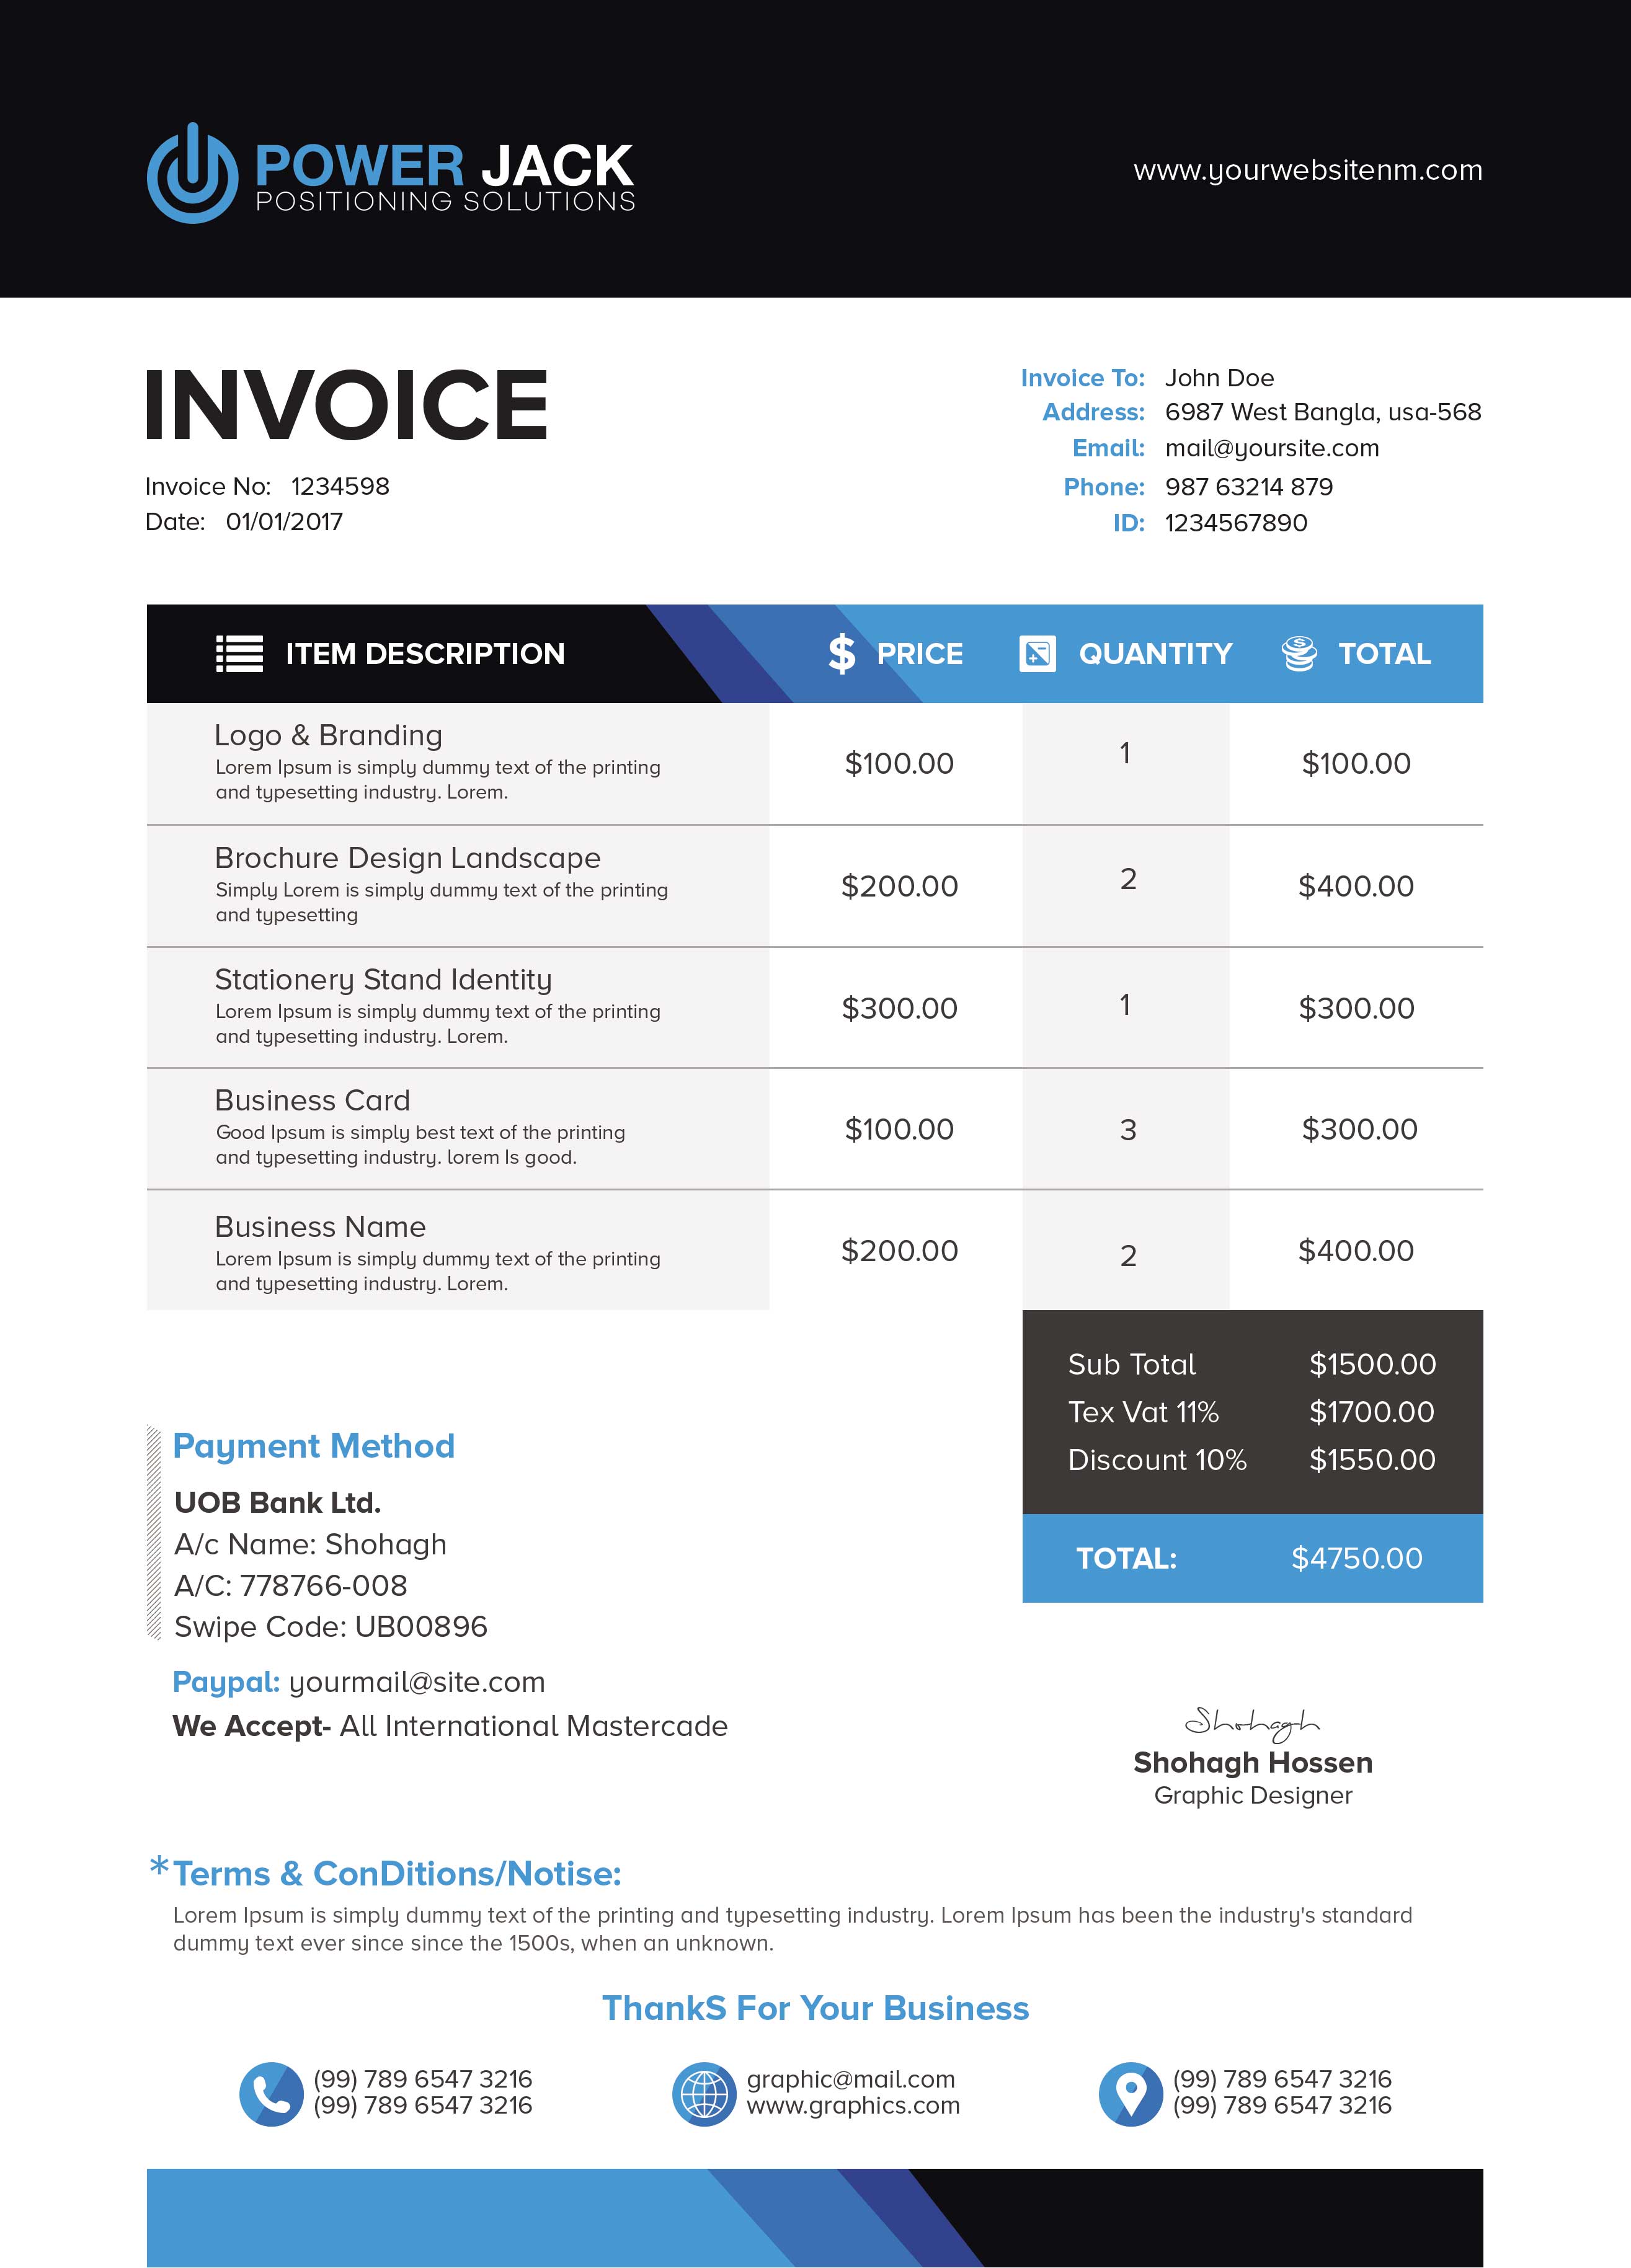 POWER JACK
POSITIONING SOLUTIONS
www.yourwebsitenm.com
INVOICE
Invoice No: 1234598
Date: 01/01/2017
Invoice To: John Doe
Address: 6987 West Bangla, usa-568
Email: mail@yoursite.com
Phone: 987 63214 879
ID: 1234567890
ITEM DESCRIPTION $ PRICE QUANTITY TOTAL
Logo & Branding
Lorem Ipsum is simply dummy text of the printing
and typesetting industry. Lorem.
$100.00 1 $100.00
Brochure Design Landscape
Simply Lorem is simply dummy text of the printing
and typesetting
$200.00 2 $400.00
Stationery Stand Identity
Lorem Ipsum is simply dummy text of the printing
and typesetting industry. Lorem.
$300.00 1 $300.00
Business Card
Good Ipsum is simply best text of the printing
and typesetting industry. lorem Is good.
$100.00 3 $300.00
Business Name
Lorem Ipsum is simply dummy text of the printing
and typesetting industry. Lorem.
$200.00 2 $400.00
Sub Total $1500.00
Tex Vat 11% $1700.00
Discount 10% $1550.00
TOTAL: $4750.00
Payment Method
UOB Bank Ltd.
A/c Name: Shohagh
A/C: 778766-008
Swipe Code: UB00896
Paypal: yourmail@site.com
We Accept- All International Mastercade
Shohagh
Shohagh Hossen
Graphic Designer
*Terms & ConDitions/Notise:
Lorem Ipsum is simply dummy text of the printing and typesetting industry. Lorem Ipsum has been the industry's standard
dummy text ever since since the 1500s, when an unknown.
ThankS For Your Business
(99) 789 6547 3216
(99) 789 6547 3216
graphic@mail.com
www.graphics.com
(99) 789 6547 3216
(99) 789 6547 3216